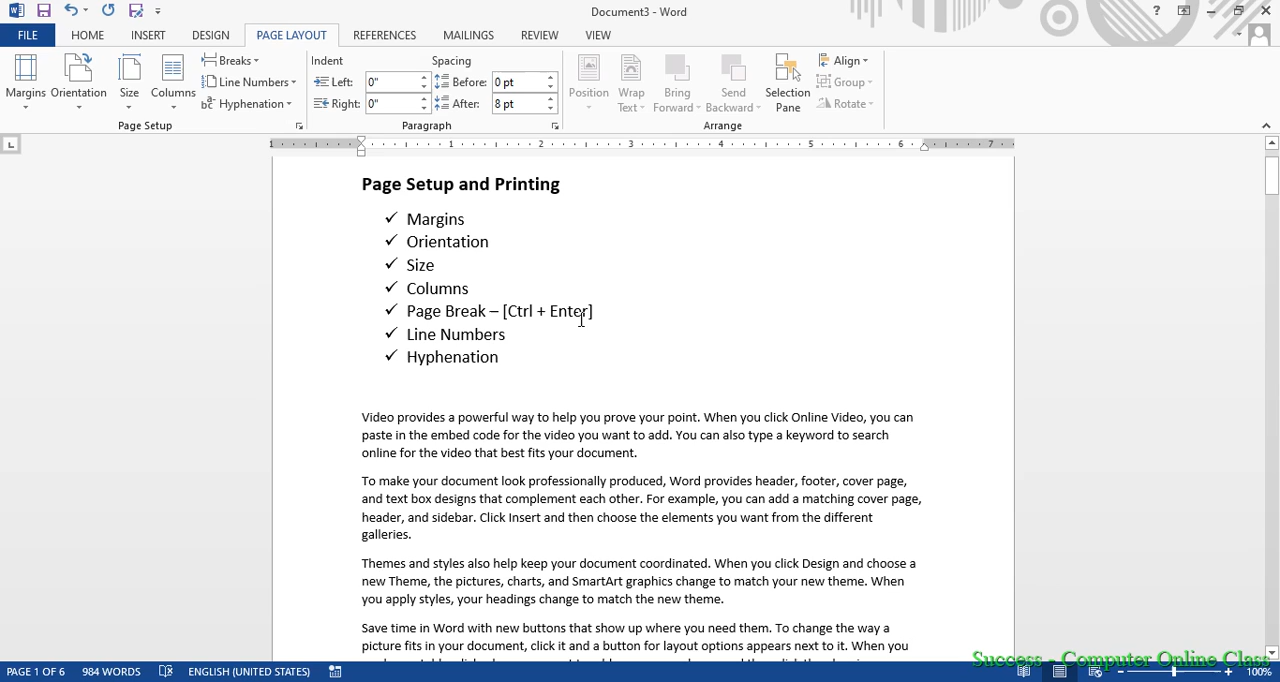 Document3 - Word
?
FILE HOME INSERT DESIGN PAGE LAYOUT REFERENCES MAILINGS REVIEW VIEW
Margins Orientation Size Columns
Breaks
Line Numbers
Hyphenation
Page Setup
Indent Spacing
Left: 0" Before: 0 pt
Right: 0" After: 8 pt
Paragraph
Position
Wrap Text
Bring Forward
Send Backward
Selection Pane
Align
Group
Rotate
Arrange
1 1 2 3 4 5 6 7
Page Setup and Printing
✓ Margins
✓ Orientation
✓ Size
✓ Columns
✓ Page Break – [Ctrl + Enter]
✓ Line Numbers
✓ Hyphenation
Video provides a powerful way to help you prove your point. When you click Online Video, you can
paste in the embed code for the video you want to add. You can also type a keyword to search
online for the video that best fits your document.
To make your document look professionally produced, Word provides header, footer, cover page,
and text box designs that complement each other. For example, you can add a matching cover page,
header, and sidebar. Click Insert and then choose the elements you want from the different
galleries.
Themes and styles also help keep your document coordinated. When you click Design and choose a
new Theme, the pictures, charts, and SmartArt graphics change to match your new theme. When
you apply styles, your headings change to match the new theme.
Save time in Word with new buttons that show up where you need them. To change the way a
picture fits in your document, click it and a button for layout options appears next to it. When you
PAGE 1 OF 6 984 WORDS ENGLISH (UNITED STATES) 100%
Success - Computer Online Class